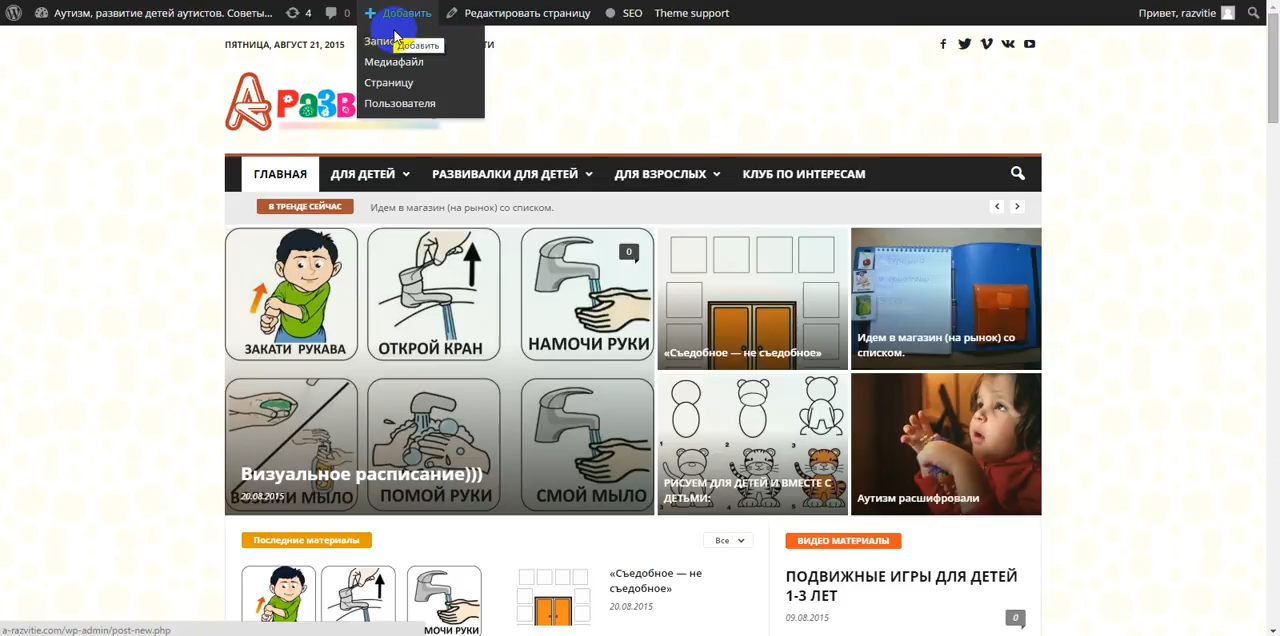 Аутизм, развитие детей аутистов. Советы...
4
0
Добавить
Редактировать страницу
SEO
Theme support
Привет, razvitie
ПЯТНИЦА, АВГУСТ 21, 2015
Добавить
Медиафайл
Страницу
Пользователя
ГЛАВНАЯ
ДЛЯ ДЕТЕЙ
РАЗВИВАЛКИ ДЛЯ ДЕТЕЙ
ДЛЯ ВЗРОСЛЫХ
КЛУБ ПО ИНТЕРЕСАМ
В ТРЕНДЕ СЕЙЧАС
Идем в магазин (на рынок) со списком.
0
ЗАКАТИ РУКАВА
ОТКРОЙ КРАН
НАМОЧИ РУКИ
ПОМОЙ РУКИ
СМОЙ МЫЛО
Визуальное расписание)))
20.08.2015
«Съедобное — не съедобное»
Идем в магазин (на рынок) со
списком.
1
2
3
РИСУЕМ ДЛЯ ДЕТЕЙ И ВМЕСТЕ С
ДЕТЬМИ:
Аутизм расшифровали
Последние материалы
Все
«Съедобное — не
съедобное»
20.08.2015
ВИДЕО МАТЕРИАЛЫ
ПОДВИЖНЫЕ ИГРЫ ДЛЯ ДЕТЕЙ
1-3 ЛЕТ
09.08.2015
0
a-razvitie.com/wp-admin/post-new.php